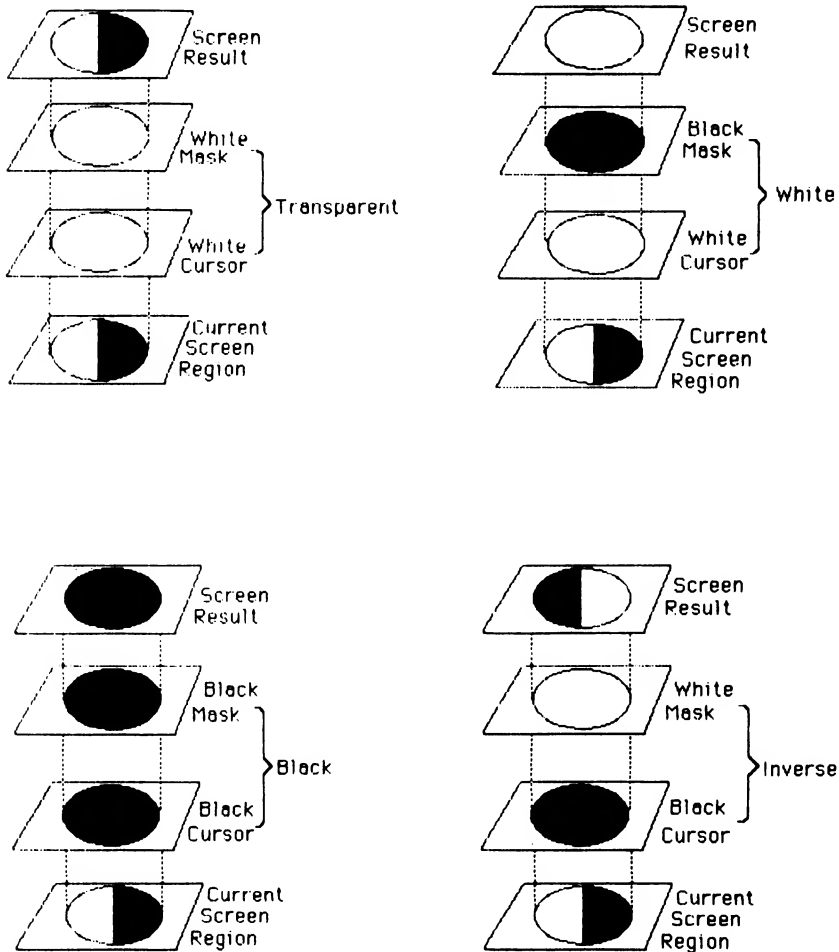 Screen
Result
White
Mask
Transparent
White
Cursor
Current
Screen
Region
Screen
Result
Black
Mask
White
White
Cursor
Current
Screen
Region
Screen
Result
Black
Mask
Black
Black
Cursor
Current
Screen
Region
Screen
Result
White
Mask
Inverse
Black
Cursor
Current
Screen
Region